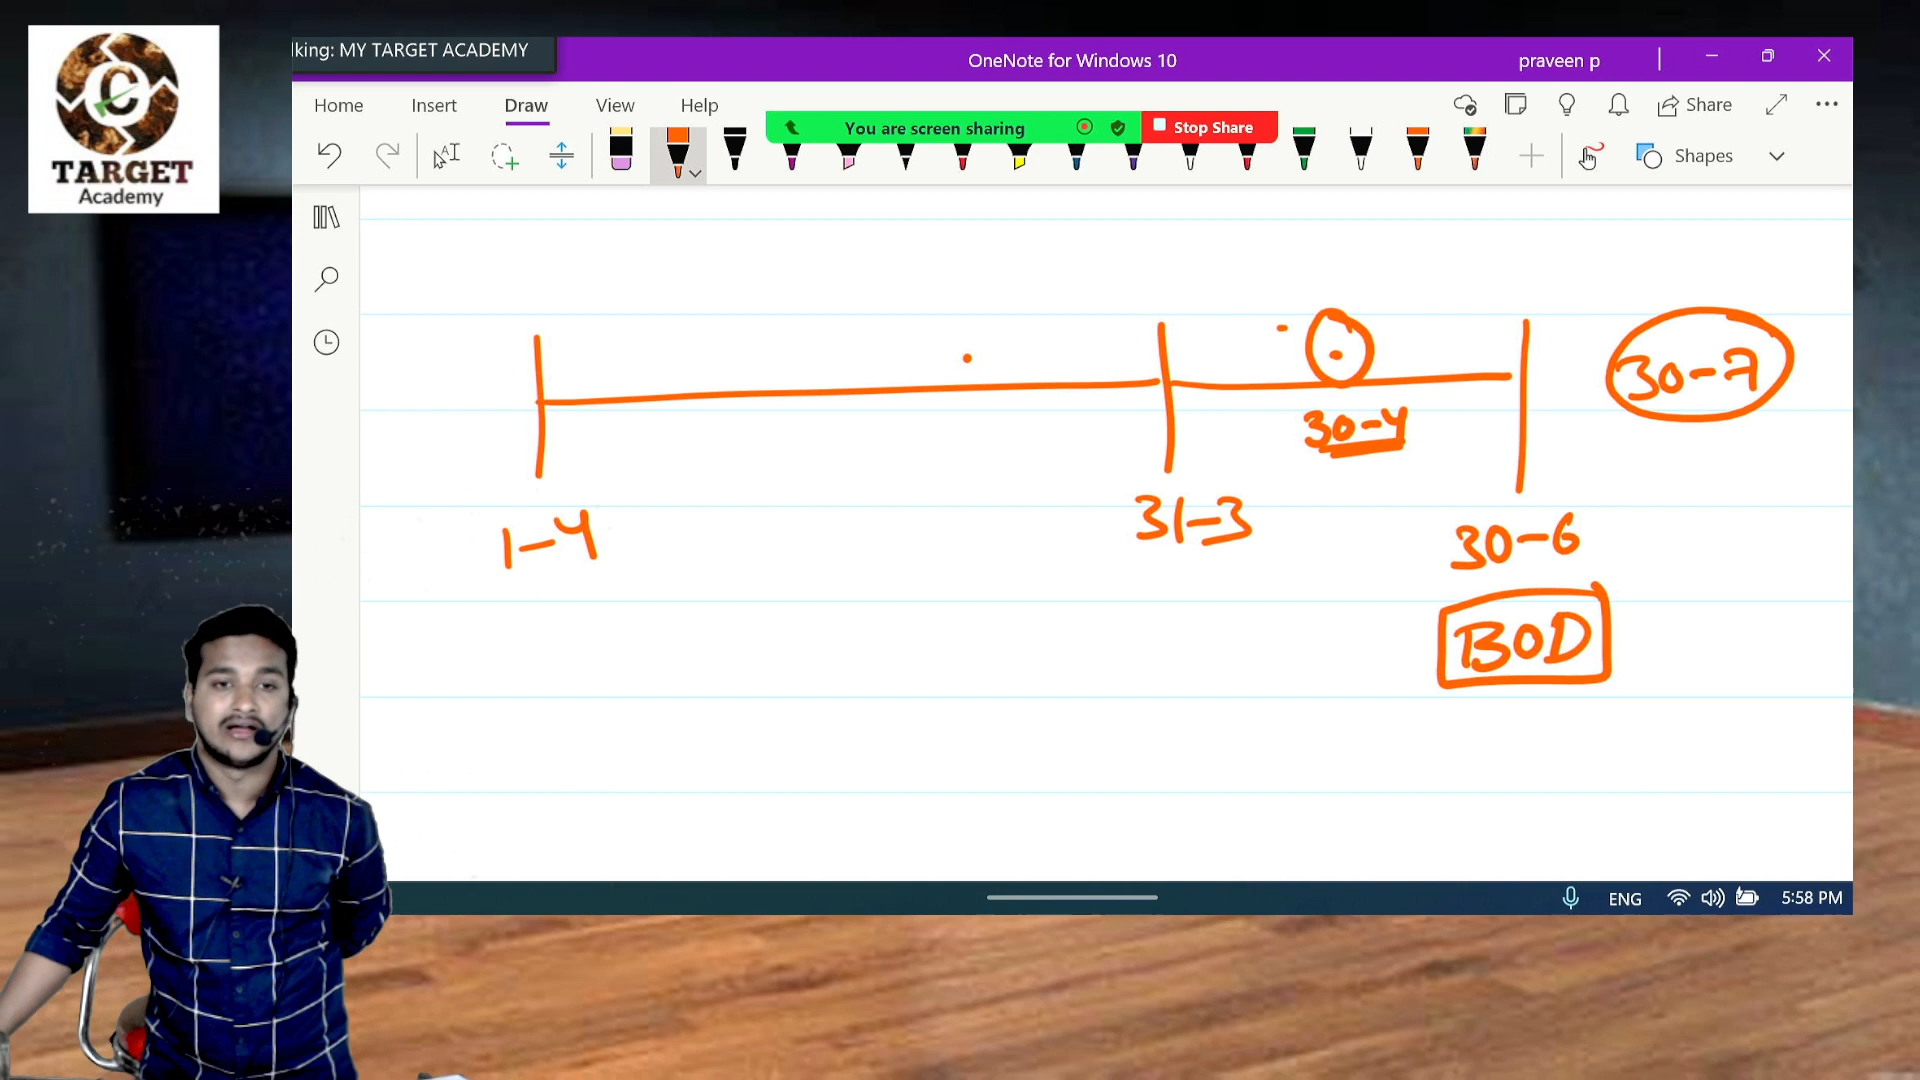 TARGET
Academy
lking: MY TARGET ACADEMY
OneNote for Windows 10
praveen p
Home Insert Draw View Help
You are screen sharing
Stop Share
Share
Shapes
30-7
30-4
1-4
31-3
30-6
BOD
ENG
5:58 PM